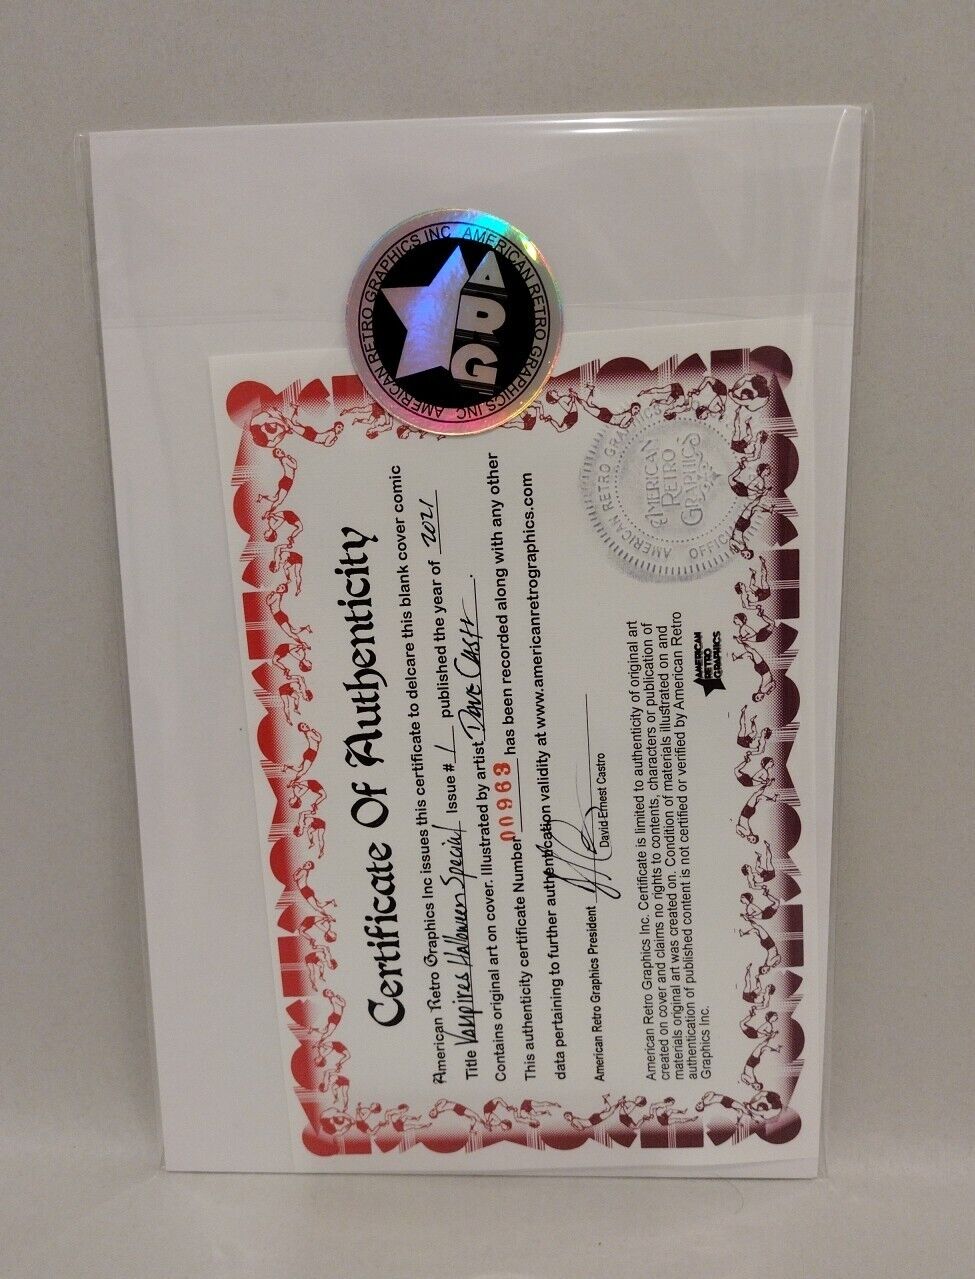 AMERICAN RETRO GRAPHICS INC AMERICAN RETRO GRAPHICS INC
ARG
Certificate Of Authenticity
American Retro Graphics Inc issues this certificate to delcare this blank cover comic
Title Vampires Halloween Special Issue # 1 published the year of 2021
Contains original art on cover. Illustrated by artist Dave Castr.
This authenticity certificate Number 00963 has been recorded along with any other
data pertaining to further authentication validity at www.americanretrographics.com
American Retro Graphics President
David Ernest Castro
American Retro Graphics Inc. Certificate is limited to authenticity of original art
created on cover and claims no rights to contents, characters or publication of
materials original art was created on. Condition of materials illustrated on and
authentication of published content is not certified or verified by American Retro
Graphics Inc.
AMERICAN
RETRO
GRAPHICS
AMERICAN RETRO GRAPHICS
AMERICAN
RETRO
GRAPHICS